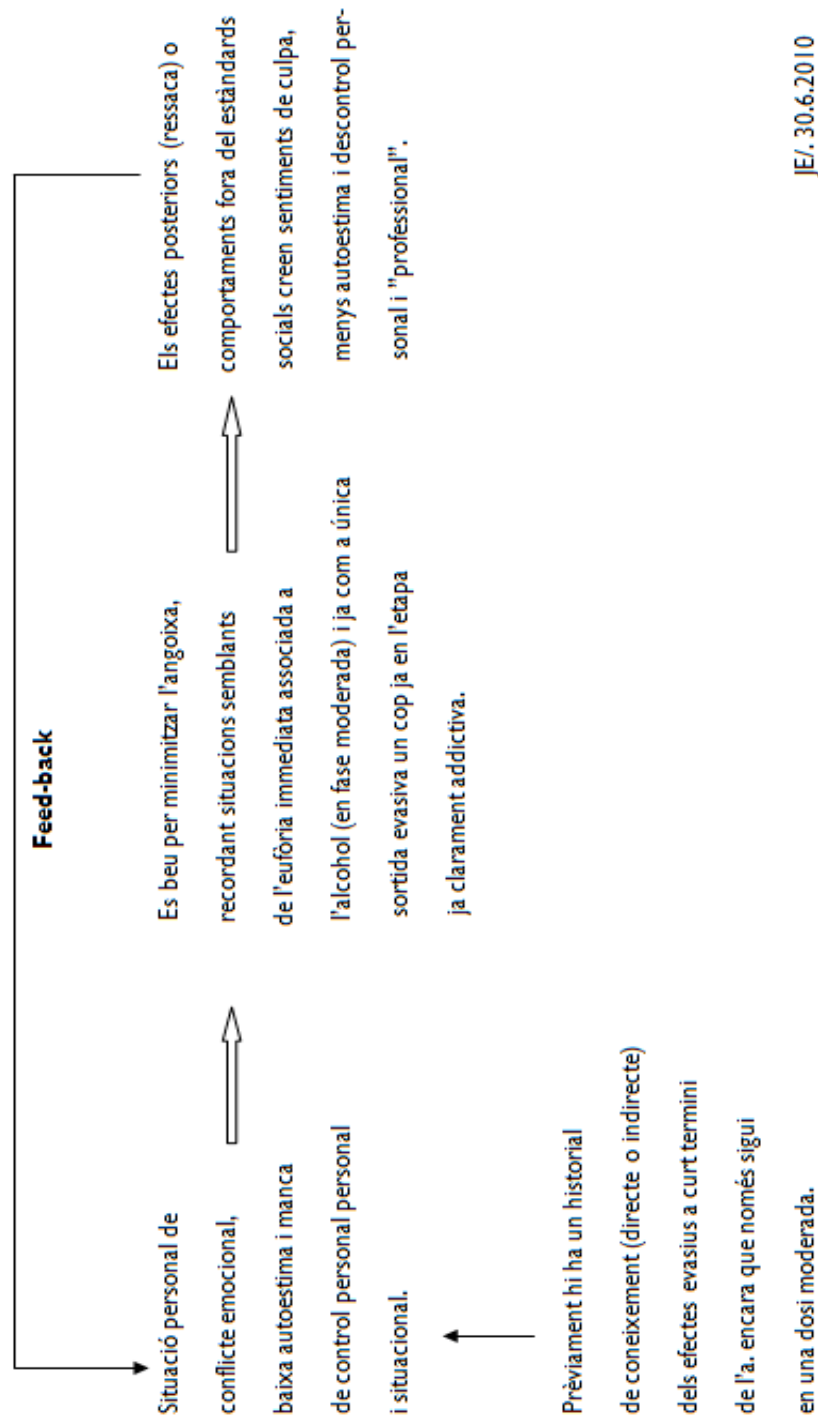 Feed-back
Situació personal de
conflicte emocional,
baixa autoestima i manca
de control personal personal
i situacional.
Es beu per minimitzar l'angoixa,
recordant situacions semblants
de l'eufòria immediata associada a
l'alcohol (en fase moderada) i ja com a única
sortida evasiva un cop ja en l'etapa
ja clarament addictiva.
Els efectes posteriors (ressaca) o
comportaments fora del estàndards
socials creen sentiments de culpa,
menys autoestima i descontrol per-
sonal i "professional".
Prèviament hi ha un historial
de coneixement (directe o indirecte)
dels efectes evasius a curt termini
de l'a. encara que només sigui
en una dosi moderada.
JE/. 30.6.2010